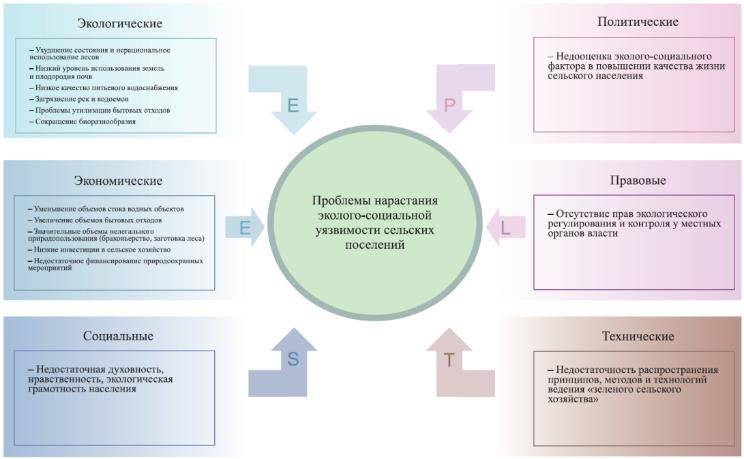 Экологические
– Ухудшение состояния и нерациональное
использование лесов
– Низкий уровень использования земель
и плодородия почв
– Низкое качество питьевого водоснабжения
– Загрязнение рек и водоемов
– Проблемы утилизации бытовых отходов
– Сокращение биоразнообразия
E
Политические
– Недооценка эколого-социального
фактора в повышении качества жизни
сельского населения
P
Экономические
– Уменьшение объемов стока водных объектов
– Увеличение объемов бытовых отходов
– Значительные объемы нелегального
природопользования (браконьерство, заготовка леса)
– Низкие инвестиции в сельское хозяйство
– Недостаточное финансирование природоохранных
мероприятий
E
Проблемы нарастания
эколого-социальной
уязвимости сельских
поселений
Правовые
– Отсутствие прав экологического
регулирования и контроля у местных
органов власти
L
Социальные
– Недостаточная духовность,
нравственность, экологическая
грамотность населения
S
Технические
– Недостаточность распространения
принципов, методов и технологий
ведения «зеленого сельского
хозяйства»
T